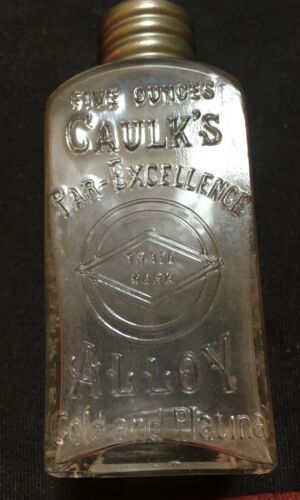 FIVE OUNCES
CAULK'S
PAR-EXCELLENCE
TRADE
MARK
ALLOY
Gold and Platina